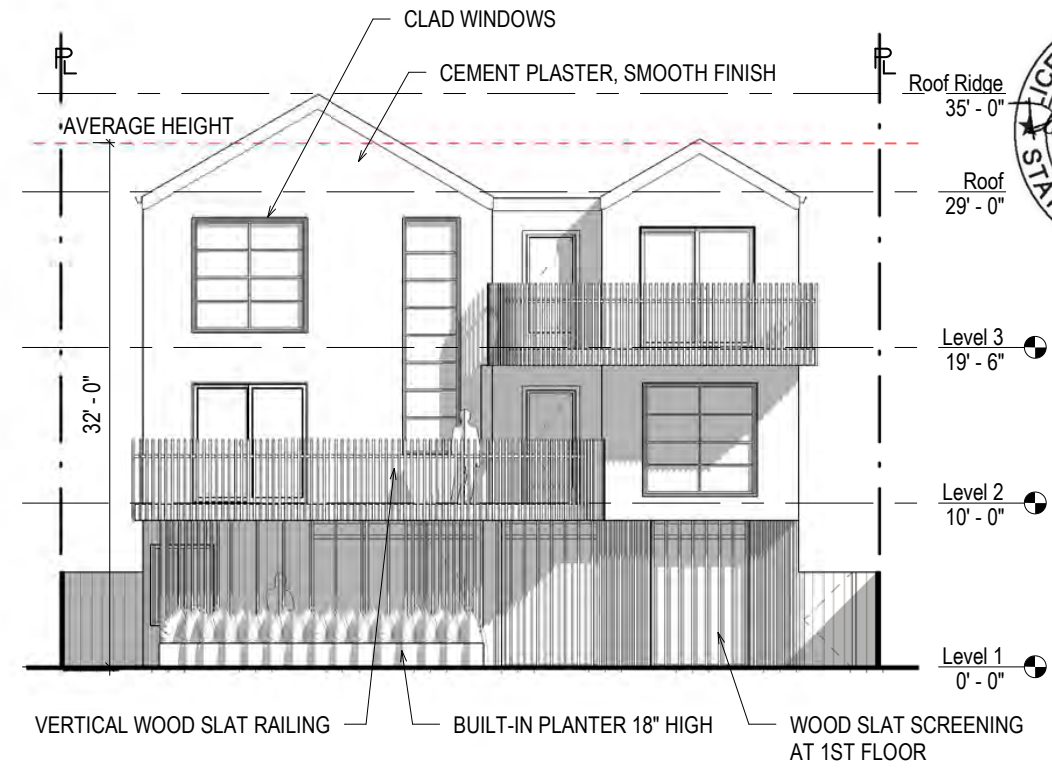 CLAD WINDOWS
PL
PL
CEMENT PLASTER, SMOOTH FINISH
Roof Ridge
35' - 0"
AVERAGE HEIGHT
Roof
29' - 0"
Level 3
19' - 6"
32' - 0"
Level 2
10' - 0"
Level 1
0' - 0"
VERTICAL WOOD SLAT RAILING
BUILT-IN PLANTER 18" HIGH
WOOD SLAT SCREENING
AT 1ST FLOOR